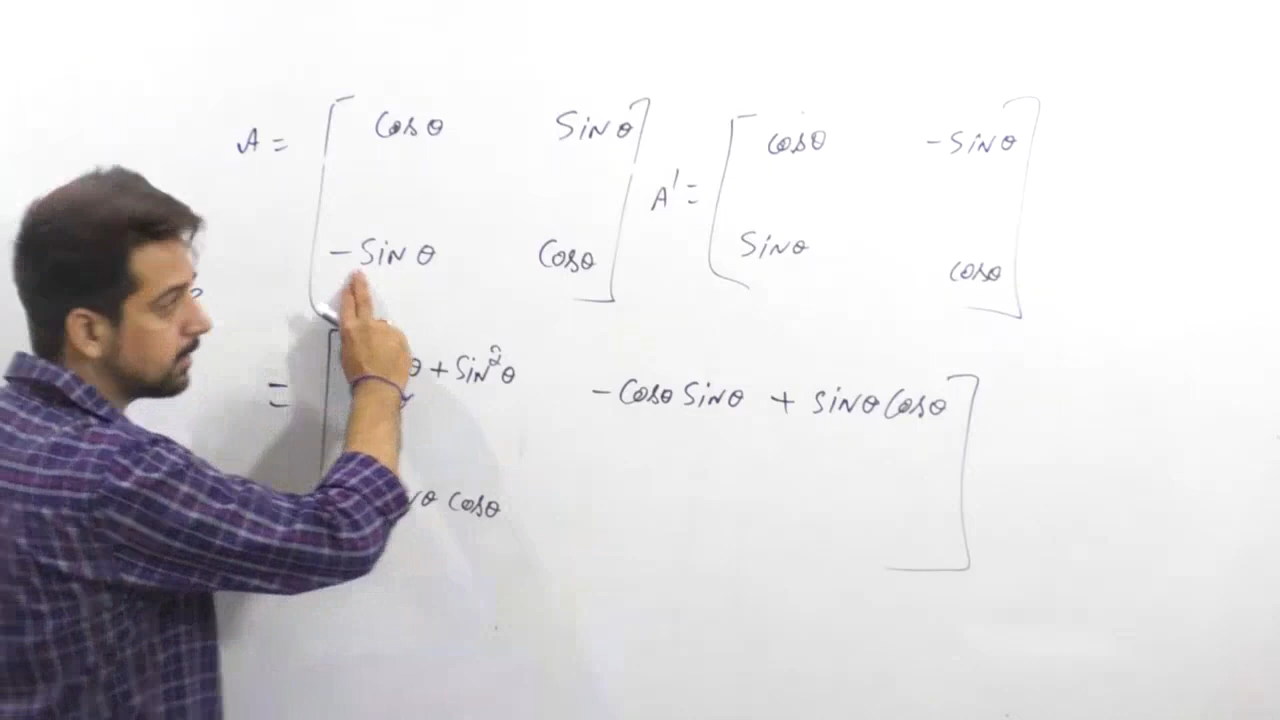 A = [ Cosθ Sinθ ]
A' = [ cosθ -Sinθ ]
-Sinθ Cosθ
Sinθ cosθ
= [ θ + Sin²θ -Cosθ Sinθ + Sinθ Cosθ ]
θ Cosθ